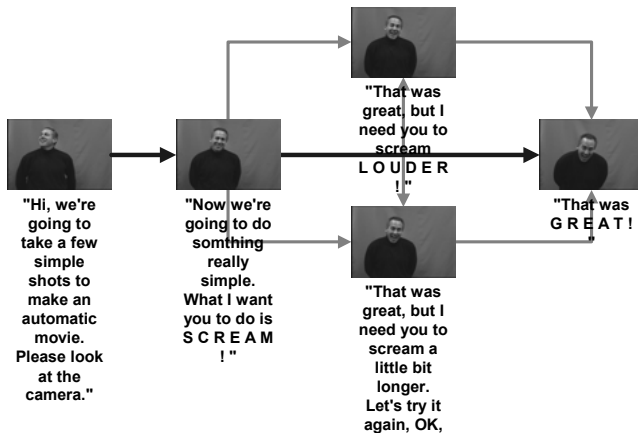 "Hi, we're
going to
take a few
simple
shots to
make an
automatic
movie.
Please look
at the
camera."
"Now we're
going to do
somthing
really
simple.
What I want
you to do is
S C R E A M
! "
"That was
great, but I
need you to
scream
L O U D E R
! "
"That was
great, but I
need you to
scream a
little bit
longer.
Let's try it
again, OK,
"That was
G R E A T !
"